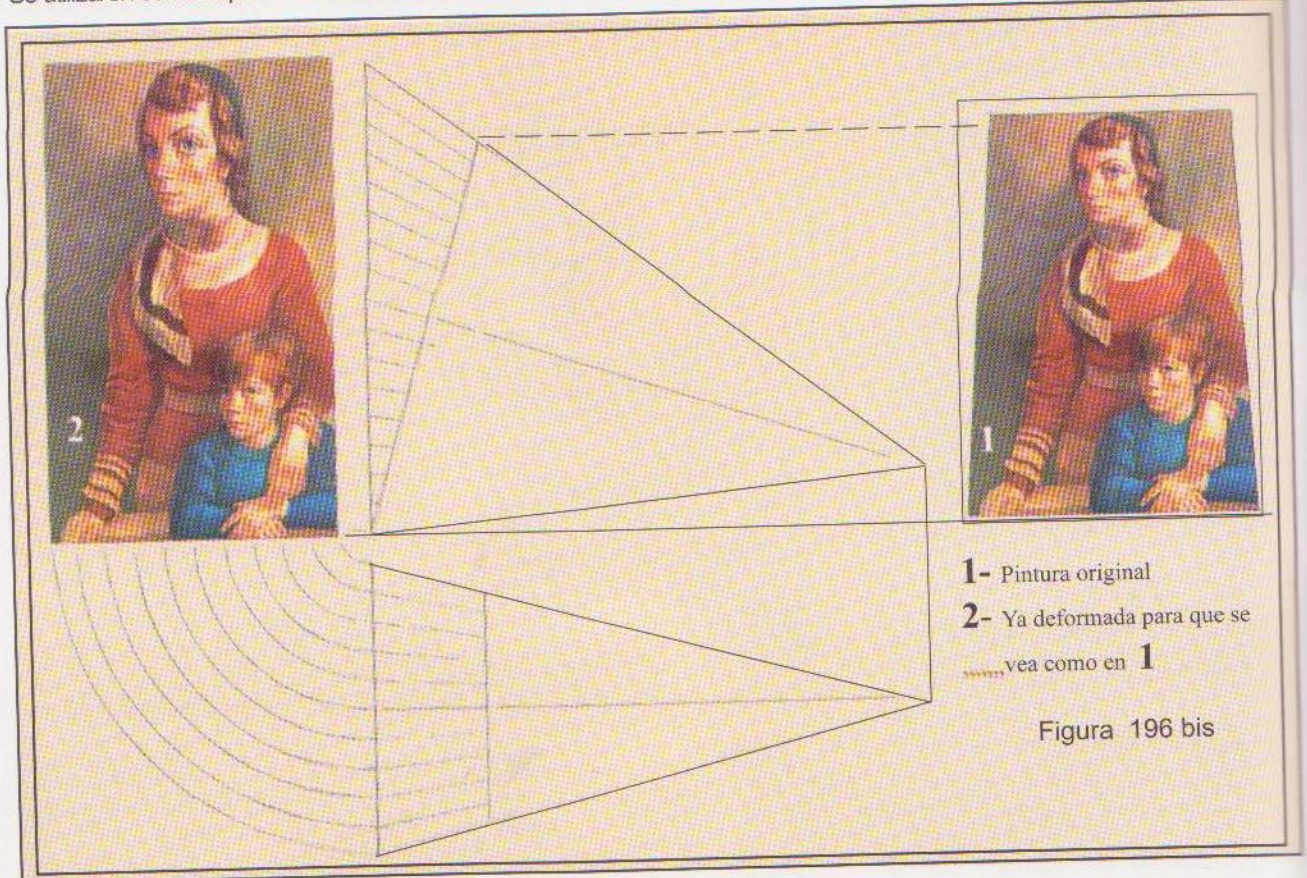 2
1
1- Pintura original
2- Ya deformada para que se
,,,,,,,vea como en 1
Figura 196 bis